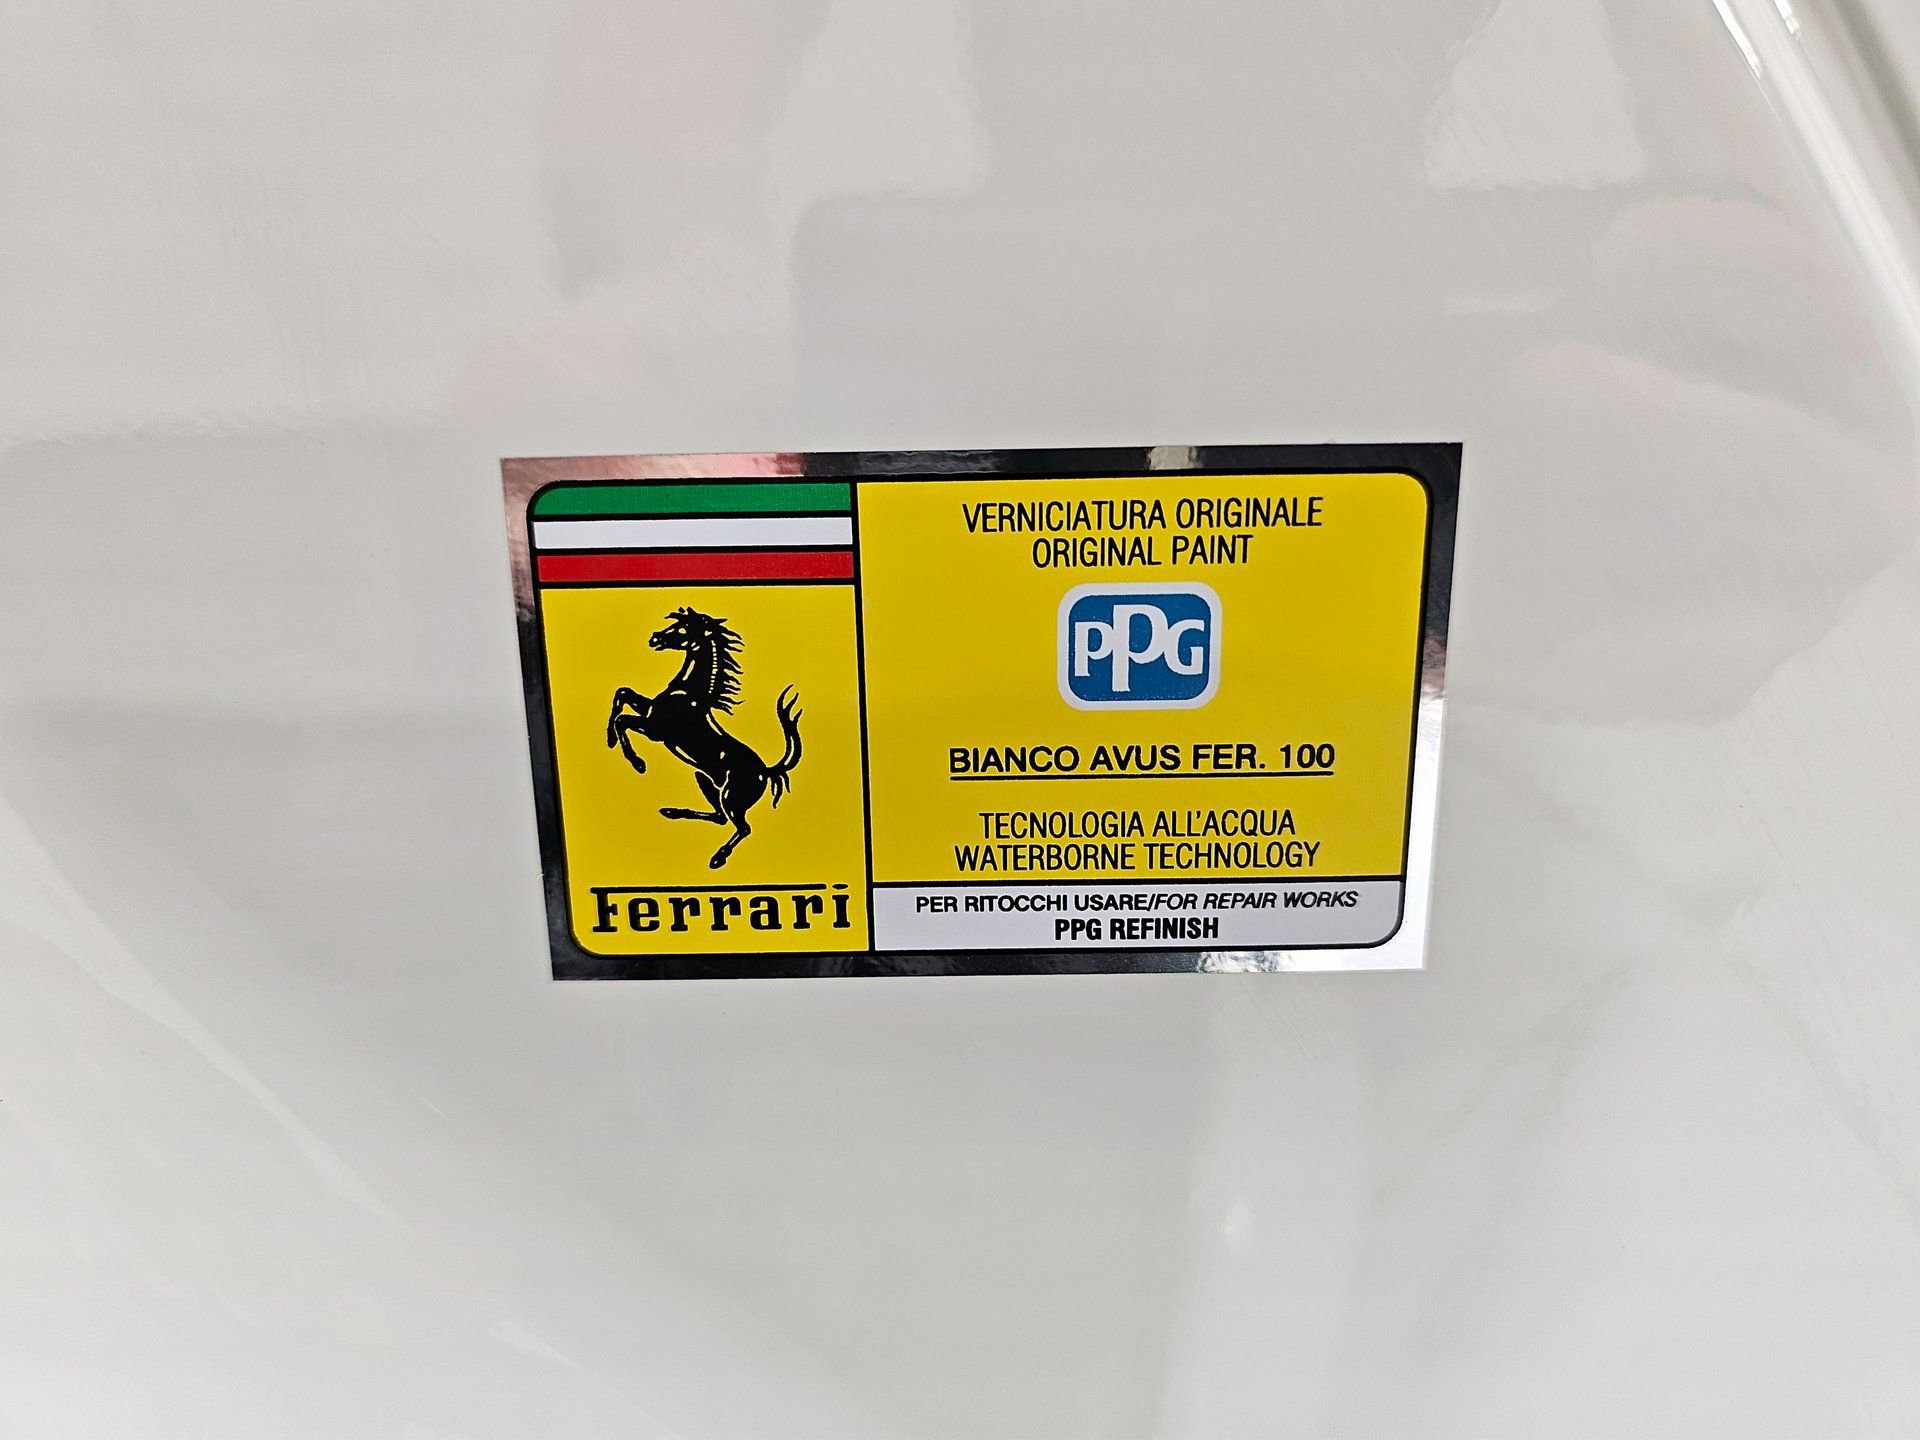 VERNICIATURA ORIGINALE
ORIGINAL PAINT
PPG
BIANCO AVUS FER. 100
TECNOLOGIA ALL'ACQUA
WATERBORNE TECHNOLOGY
Ferrari
PER RITOCCHI USARE/FOR REPAIR WORKS
PPG REFINISH